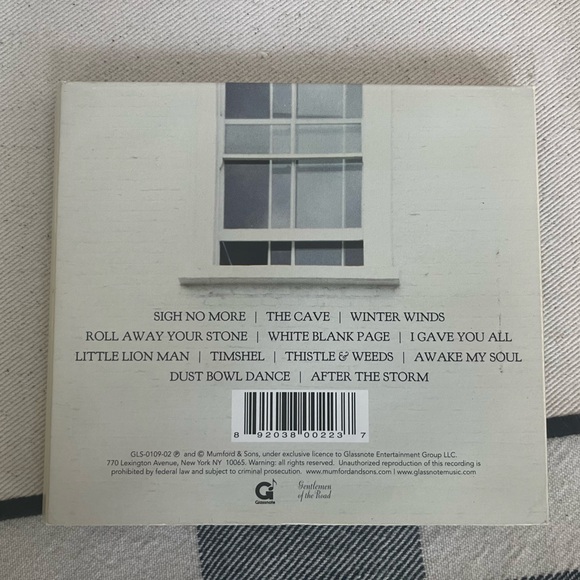 SIGH NO MORE | THE CAVE | WINTER WINDS
ROLL AWAY YOUR STONE | WHITE BLANK PAGE | I GAVE YOU ALL
LITTLE LION MAN | TIMSHEL | THISTLE & WEEDS | AWAKE MY SOUL
DUST BOWL DANCE | AFTER THE STORM
8 92038 00223 7
GLS-0109-02 ℗ and © Mumford & Sons, under exclusive licence to Glassnote Entertainment Group LLC.
770 Lexington Avenue, New York NY 10065. Warning: all rights reserved. Unauthorized reproduction of this recording is
prohibited by federal law and subject to criminal prosecution. www.mumfordandsons.com | www.glassnotemusic.com
G
Glassnote
Gentlemen
of the Road